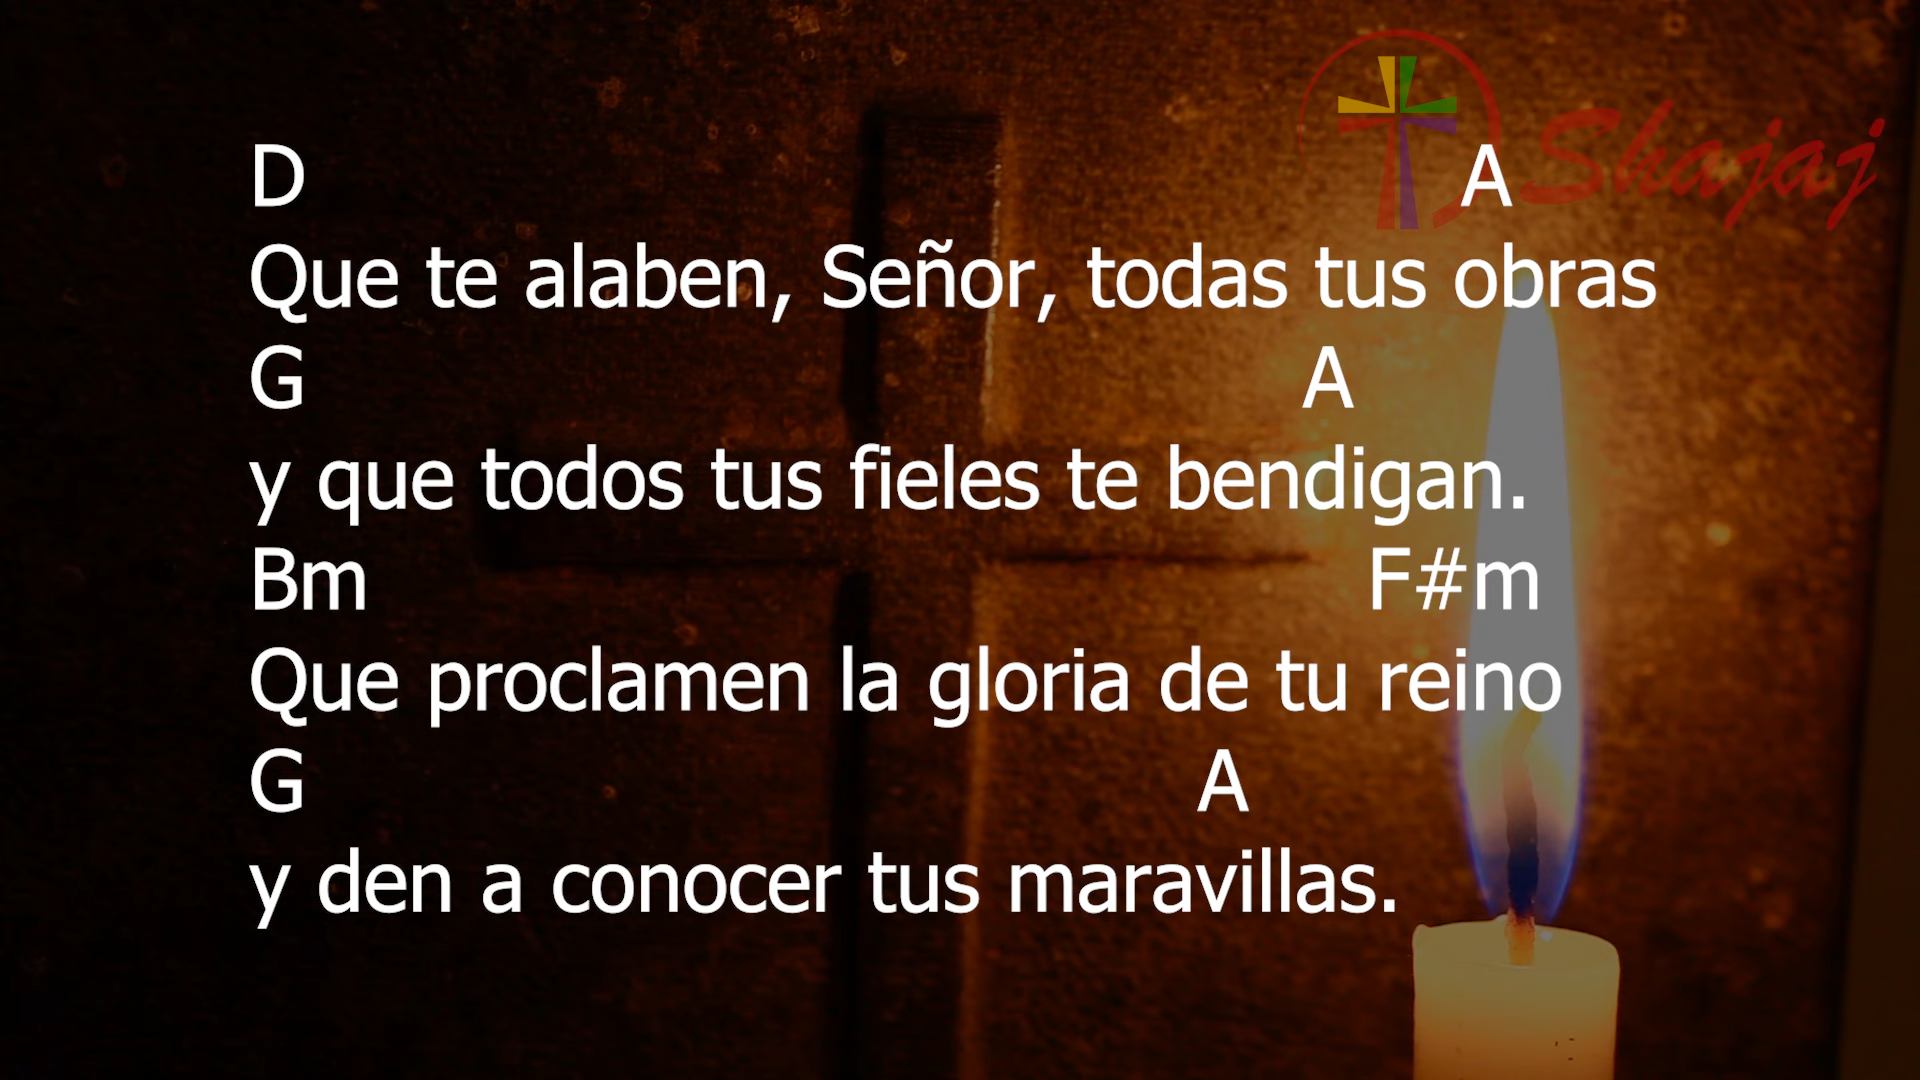 D A
Que te alaben, Señor, todas tus obras
G A
y que todos tus fieles te bendigan.
Bm F#m
Que proclamen la gloria de tu reino
G A
y den a conocer tus maravillas.
Shajaj